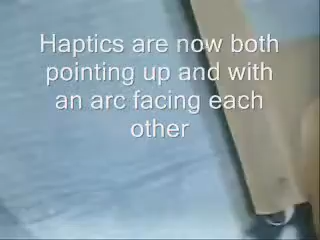 Haptics are now both
pointing up and with
an arc facing each
other